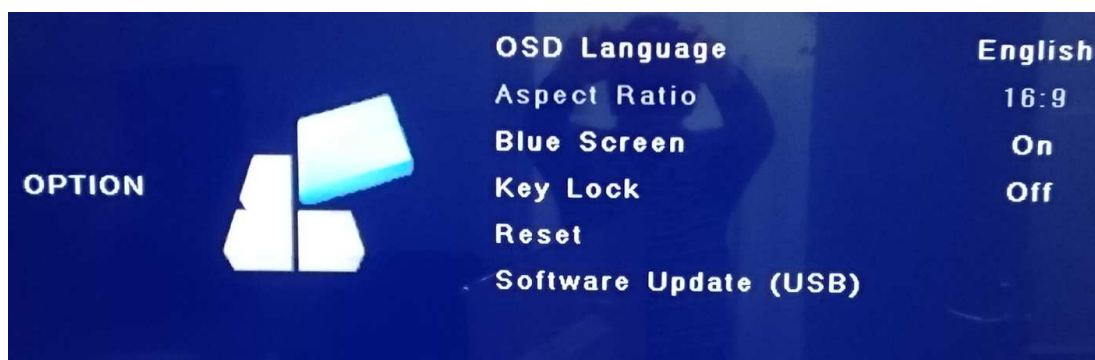 OSD Language English
Aspect Ratio 16:9
Blue Screen On
OPTION
Key Lock Off
Reset
Software Update (USB)